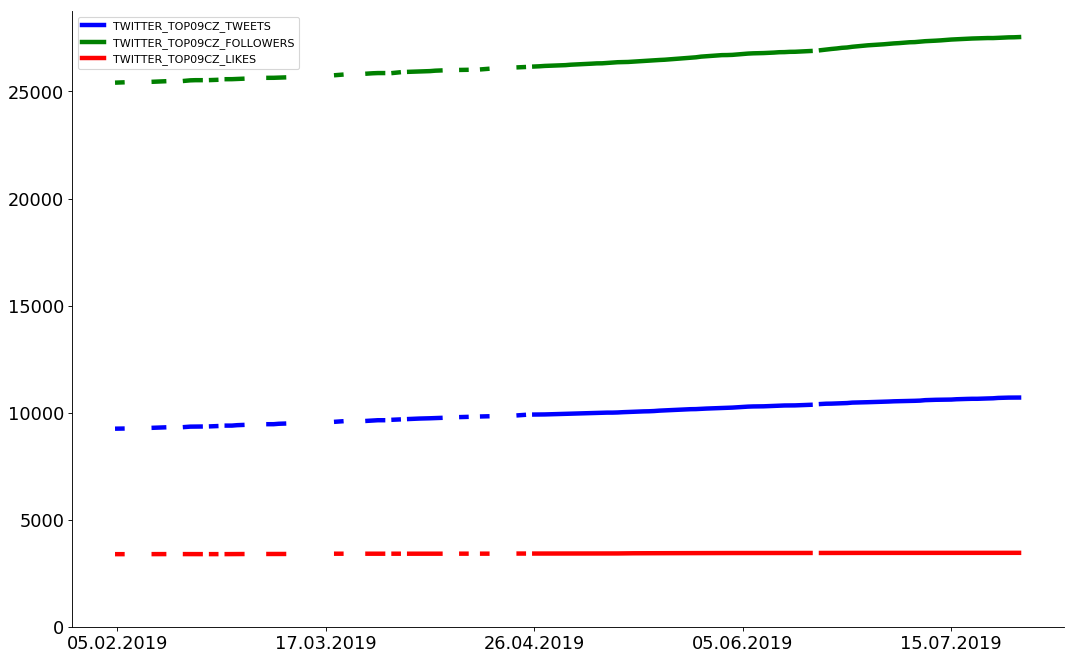 TWITTER_TOP09CZ_TWEETS
TWITTER_TOP09CZ_FOLLOWERS
TWITTER_TOP09CZ_LIKES
25000
20000
15000
10000
5000
0
05.02.2019 17.03.2019 26.04.2019 05.06.2019 15.07.2019